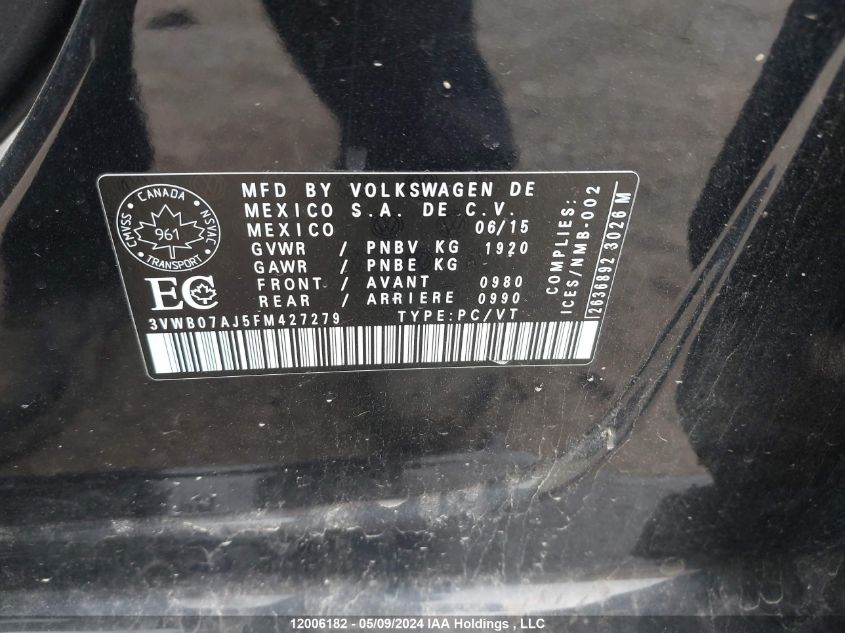 CANADA
CMVSS
NSVAC
961
TRANSPORT
EC
MFD BY VOLKSWAGEN DE
MEXICO S.A. DE C.V.
MEXICO 06/15
GVWR / PNBV KG 1920
GAWR / PNBE KG
FRONT / AVANT 0980
REAR / ARRIERE 0990
3VWB07AJ5FM427279 TYPE:PC/VT
COMPLIES:
ICES/NMB-002
2636892 3026 M
12006182 - 05/09/2024 IAA Holdings , LLC